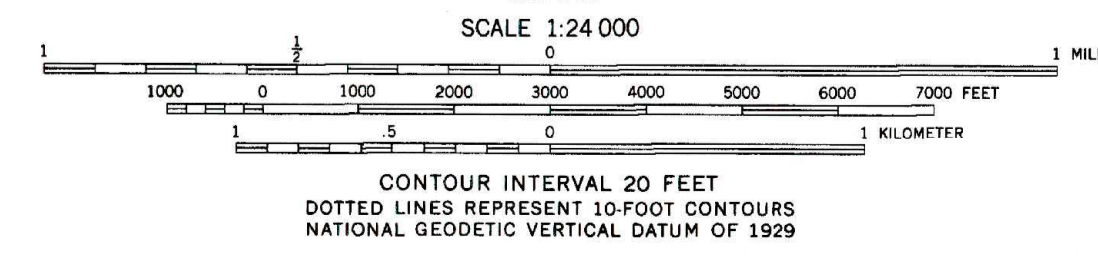 SCALE 1:24 000
1 ½ 0 1 MILE
1000 0 1000 2000 3000 4000 5000 6000 7000 FEET
1 .5 0 1 KILOMETER
CONTOUR INTERVAL 20 FEET
DOTTED LINES REPRESENT 10-FOOT CONTOURS
NATIONAL GEODETIC VERTICAL DATUM OF 1929